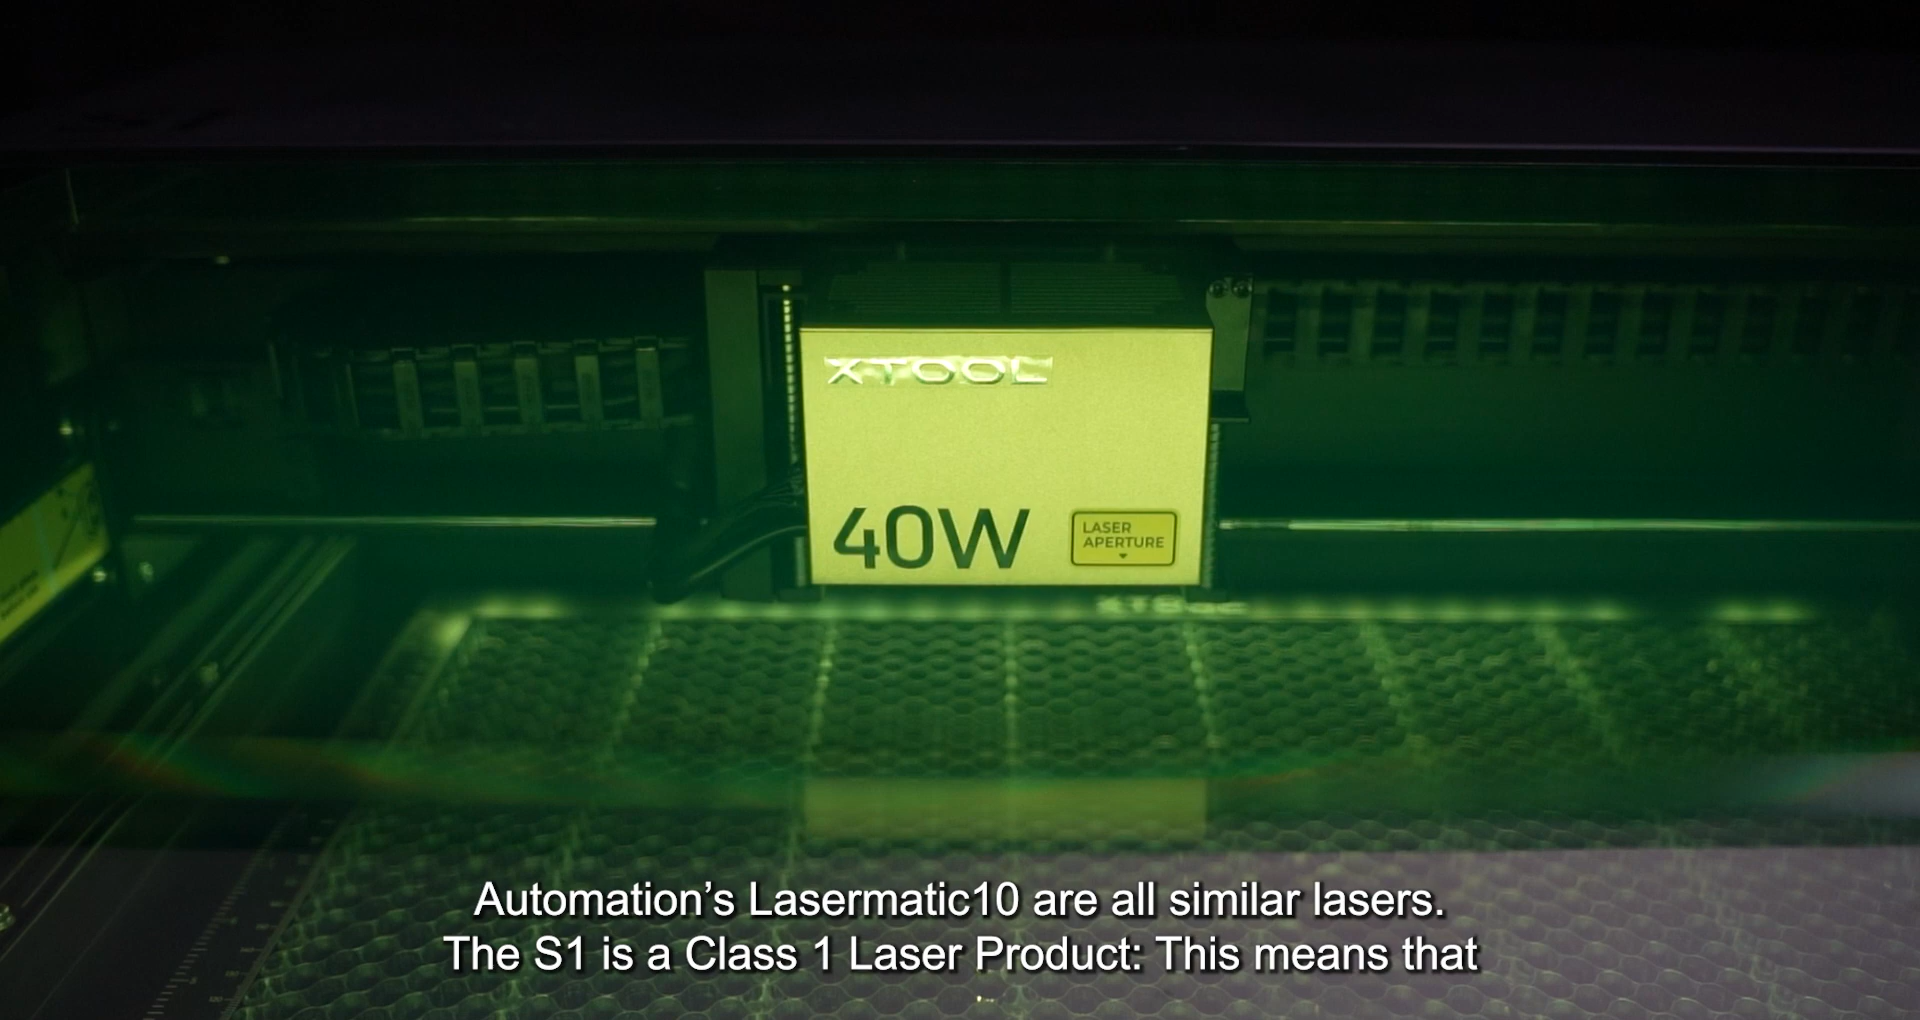 XTOOL
40W
LASER
APERTURE
Automation’s Lasermatic10 are all similar lasers.
The S1 is a Class 1 Laser Product: This means that